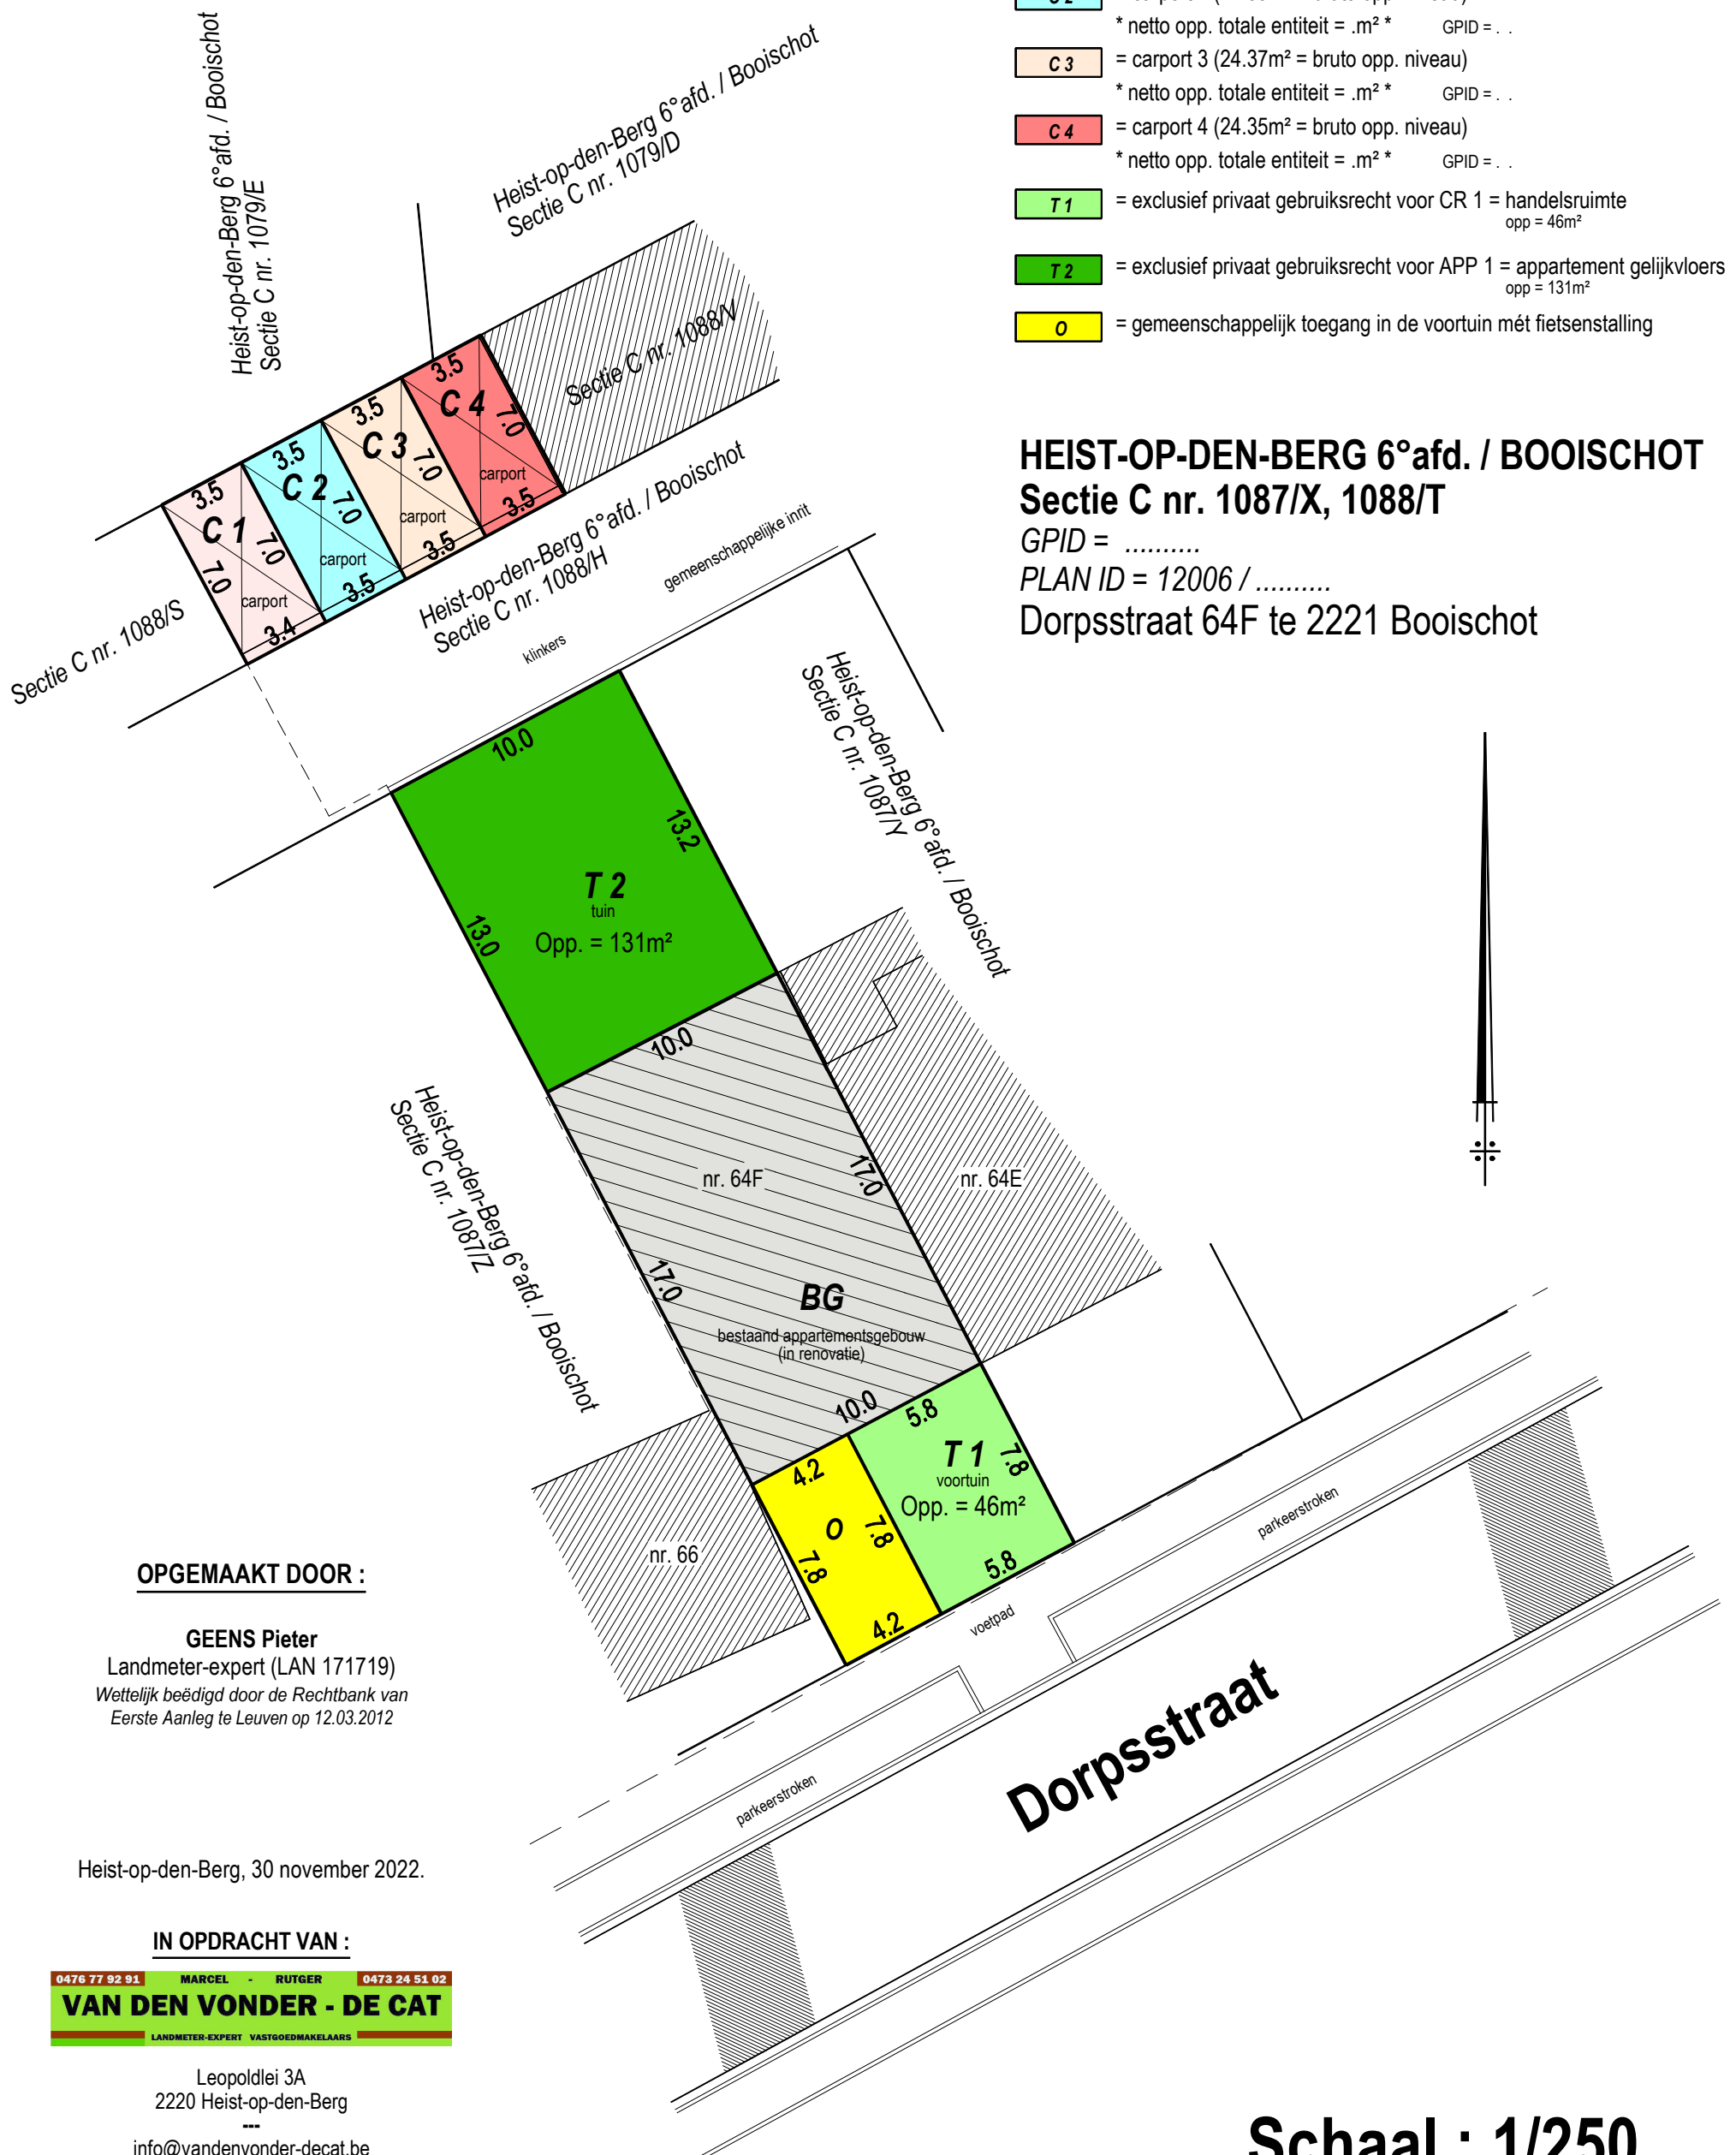 * netto opp. totale entiteit = .m² * GPID = . .
C 3 = carport 3 (24.37m² = bruto opp. niveau)
* netto opp. totale entiteit = .m² * GPID = . .
C 4 = carport 4 (24.35m² = bruto opp. niveau)
* netto opp. totale entiteit = .m² * GPID = . .
T 1 = exclusief privaat gebruiksrecht voor CR 1 = handelsruimte
opp = 46m²
T 2 = exclusief privaat gebruiksrecht voor APP 1 = appartement gelijkvloers
opp = 131m²
O = gemeenschappelijk toegang in de voortuin mét fietsenstalling
HEIST-OP-DEN-BERG 6°afd. / BOOISCHOT
Sectie C nr. 1087/X, 1088/T
GPID = ..........
PLAN ID = 12006 / ..........
Dorpsstraat 64F te 2221 Booischot
Heist-op-den-Berg 6°afd. / Booischot
Sectie C nr. 1079/E
Heist-op-den-Berg 6°afd. / Booischot
Sectie C nr. 1079/D
Sectie C nr. 1088/V
3.5
C 4
7.0
carport
3.5
3.5
C 3
7.0
carport
3.5
3.5
C 2
7.0
carport
3.5
3.5
C 1
7.0
7.0
carport
3.4
Sectie C nr. 1088/S
Heist-op-den-Berg 6°afd. / Booischot
Sectie C nr. 1088/H
gemeenschappelijke inrit
klinkers
Heist-op-den-Berg 6°afd. / Booischot
Sectie C nr. 1087/Y
10.0
13.2
T 2
tuin
Opp. = 131m²
13.0
10.0
Heist-op-den-Berg 6°afd. / Booischot
Sectie C nr. 1087/Z
nr. 64F
17.0
nr. 64E
17.0
BG
bestaand appartementsgebouw
(in renovatie)
10.0
5.8
T 1
voortuin
Opp. = 46m²
7.8
5.8
4.2
O
7.8
7.8
4.2
nr. 66
voetpad
parkeerstroken
parkeerstroken
Dorpsstraat
OPGEMAAKT DOOR :
GEENS Pieter
Landmeter-expert (LAN 171719)
Wettelijk beëdigd door de Rechtbank van
Eerste Aanleg te Leuven op 12.03.2012
Heist-op-den-Berg, 30 november 2022.
IN OPDRACHT VAN :
0476 77 92 91 MARCEL - RUTGER 0473 24 51 02
VAN DEN VONDER - DE CAT
LANDMETER-EXPERT VASTGOEDMAKELAARS
Leopoldlei 3A
2220 Heist-op-den-Berg
---
info@vandenvonder-decat.be
Schaal : 1/250